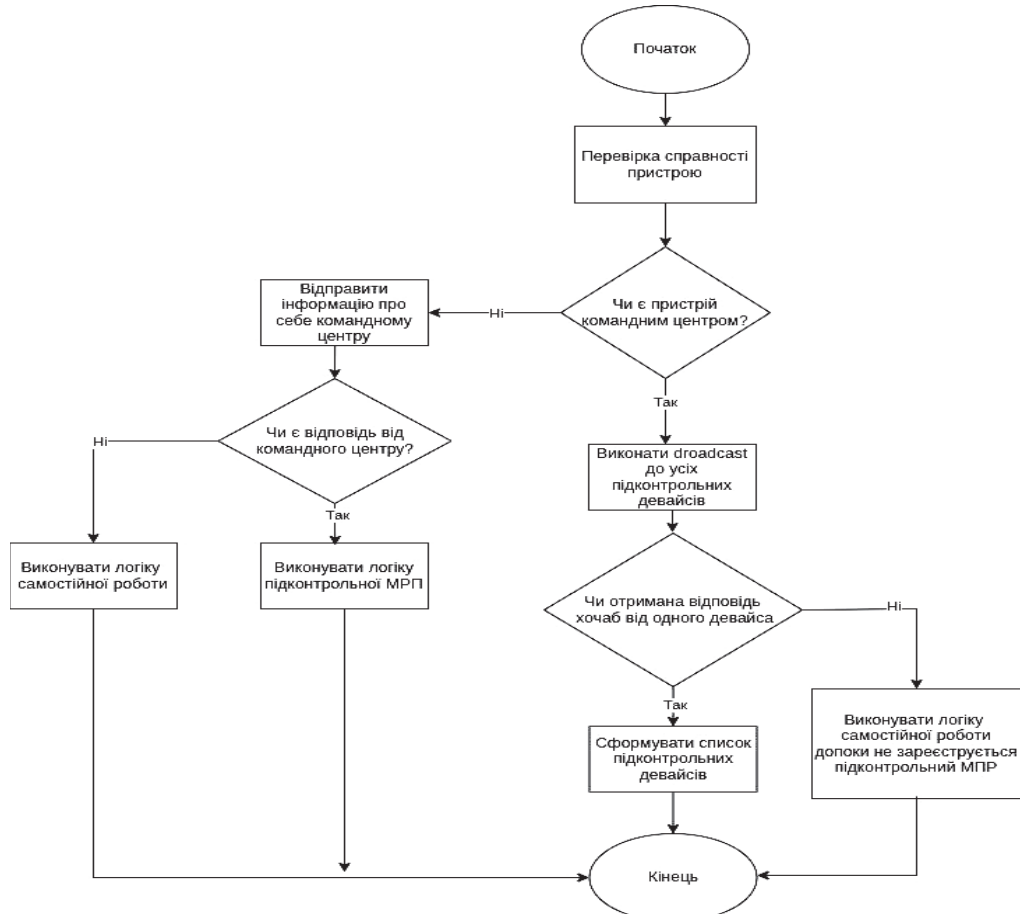 Початок
Перевірка справності
пристрою
Чи є пристрій
командним центром?
Ні
Відправити
інформацію про
себе командному
центру
Так
Чи є відповідь від
командного центру?
Ні
Так
Виконати droadcast
до усіх
підконтрольних
девайсів
Виконувати логіку
самостійної роботи
Виконувати логіку
підконтрольної МРП
Чи отримана відповідь
хочаб від одного девайса
Ні
Так
Сформувати список
підконтрольних
девайсів
Виконувати логіку
самостійної роботи
допоки не зареєструється
підконтрольний МПР
Кінець